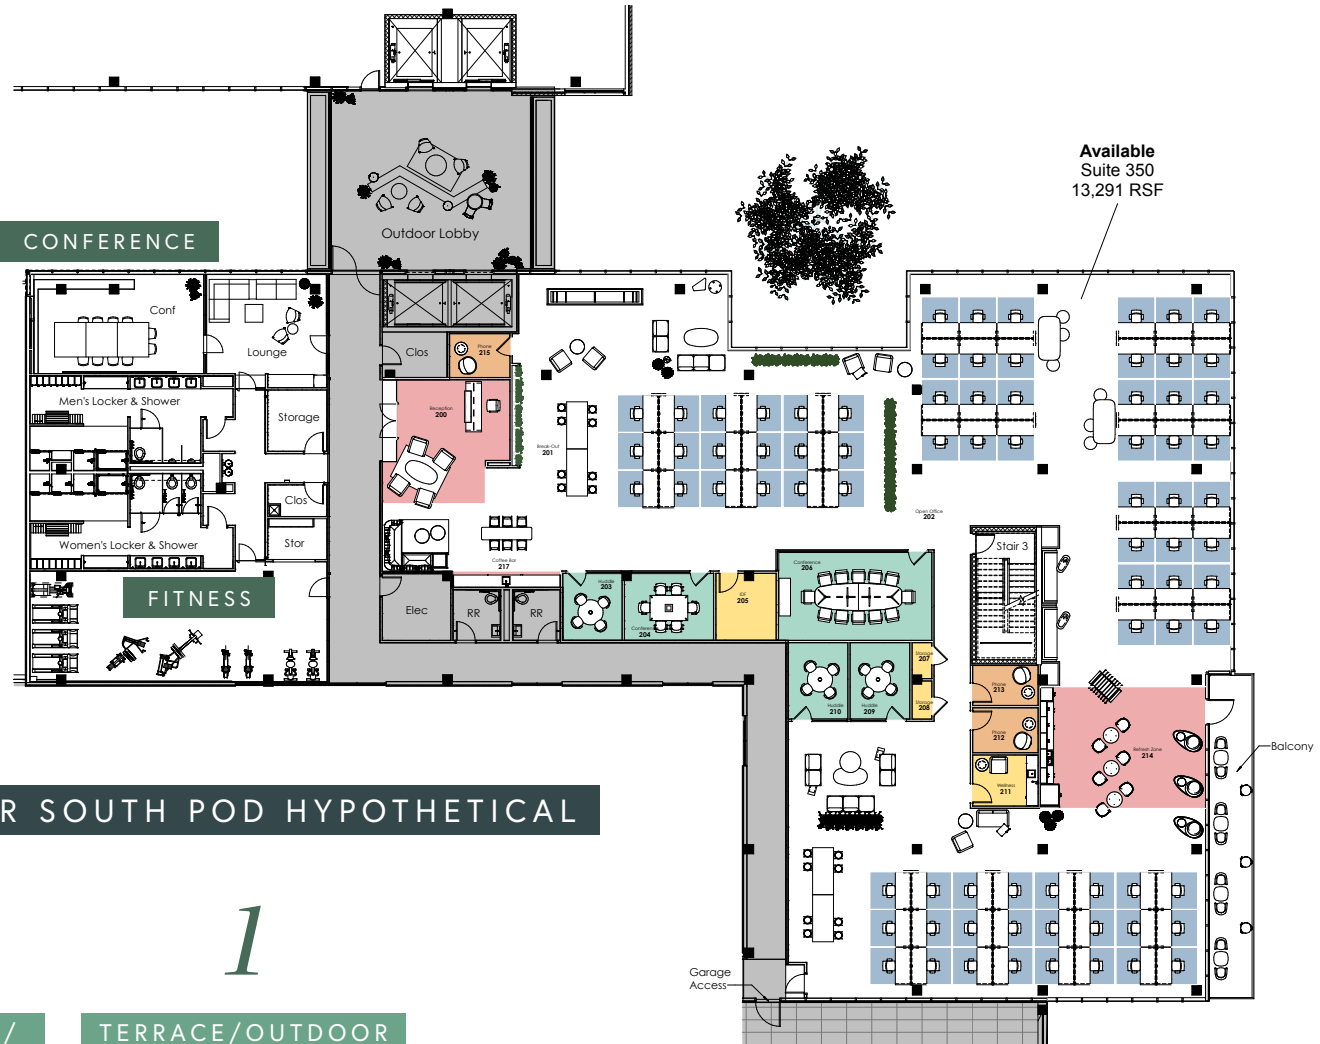 Available
Suite 350
13,291 RSF
CONFERENCE
Outdoor Lobby
Conf
Lounge
Clos
Phone
215
Men's Locker & Shower
Storage
Reception
200
Break-Out
201
Open Office
202
Clos
Stor
Women's Locker & Shower
Stair 3
Coffee Bar
217
Conference
206
Huddle
203
IDF
205
FITNESS
Elec
RR
RR
Conference
204
Storage
207
Phone
213
Huddle
210
Huddle
209
Storage
208
Phone
212
Refresh Zone
214
Balcony
Wellness
211
R SOUTH POD HYPOTHETICAL
1
Garage
Access
/
TERRACE/OUTDOOR